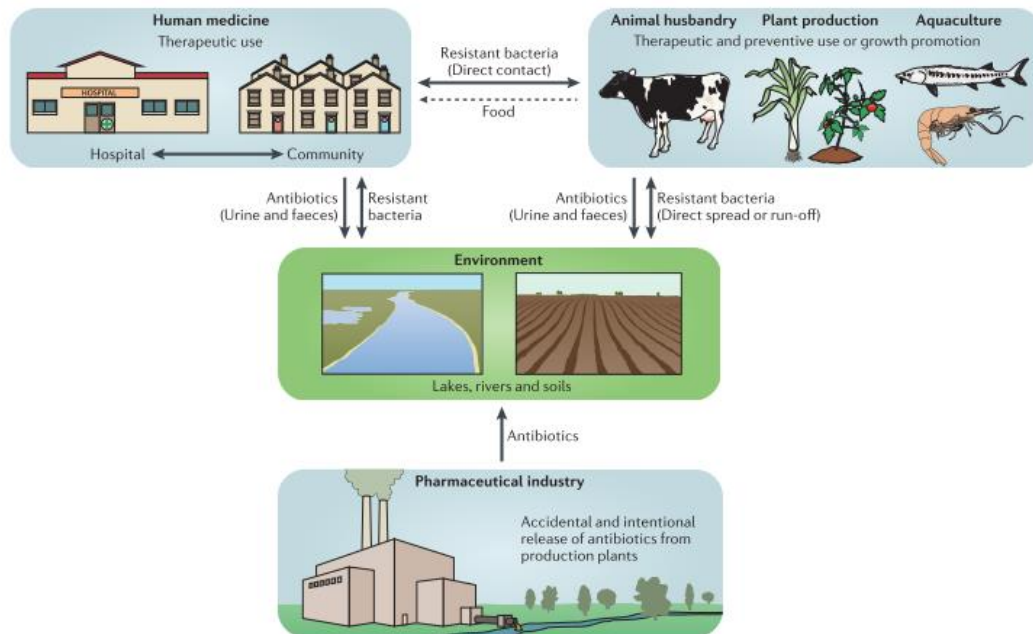 Human medicine
Therapeutic use
HOSPITAL
Hospital
Community
Resistant bacteria
(Direct contact)
Food
Animal husbandry
Plant production
Aquaculture
Therapeutic and preventive use or growth promotion
Antibiotics
(Urine and faeces)
Resistant
bacteria
Antibiotics
(Urine and faeces)
Resistant bacteria
(Direct spread or run-off)
Environment
Lakes, rivers and soils
Antibiotics
Pharmaceutical industry
Accidental and intentional
release of antibiotics from
production plants